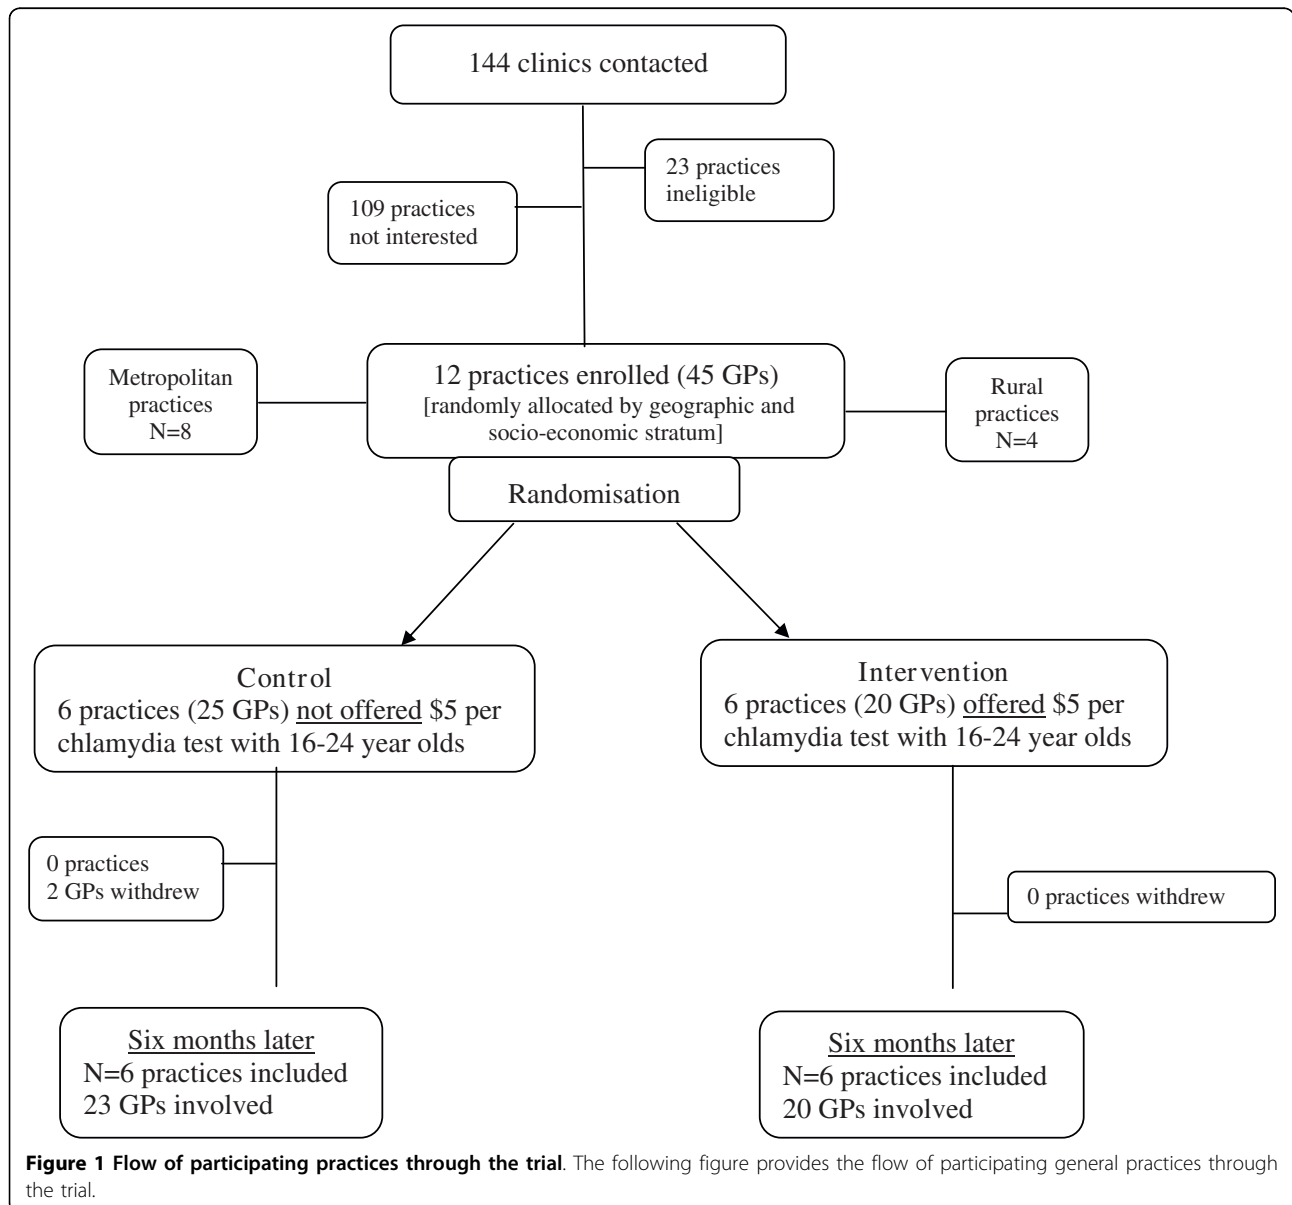 144 clinics contacted
23 practices
ineligible
109 practices
not interested
Metropolitan
practices
N=8
12 practices enrolled (45 GPs)
[randomly allocated by geographic and
socio-economic stratum]
Rural
practices
N=4
Randomisation
Control
6 practices (25 GPs) not offered $5 per
chlamydia test with 16-24 year olds
Intervention
6 practices (20 GPs) offered $5 per
chlamydia test with 16-24 year olds
0 practices
2 GPs withdrew
0 practices withdrew
Six months later
N=6 practices included
23 GPs involved
Six months later
N=6 practices included
20 GPs involved
Figure 1 Flow of participating practices through the trial. The following figure provides the flow of participating general practices through
the trial.